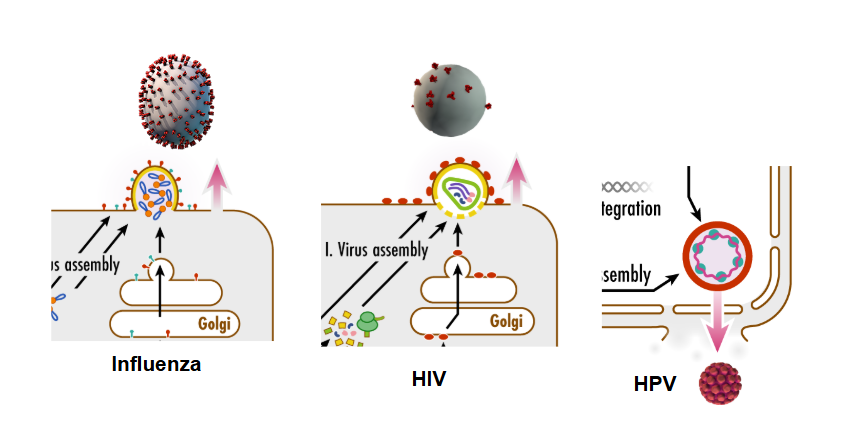 us assembly
Golgi
Influenza
I. Virus assembly
Golgi
HIV
tegration
ssembly
HPV